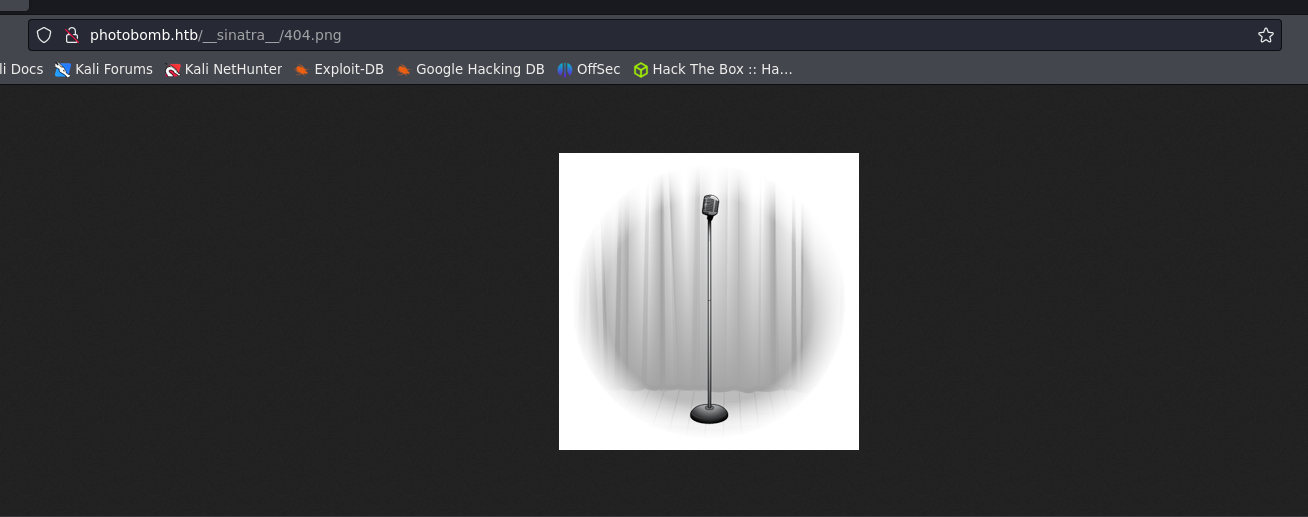 photobomb.htb/__sinatra__/404.png
li Docs Kali Forums Kali NetHunter Exploit-DB Google Hacking DB OffSec Hack The Box :: Ha...